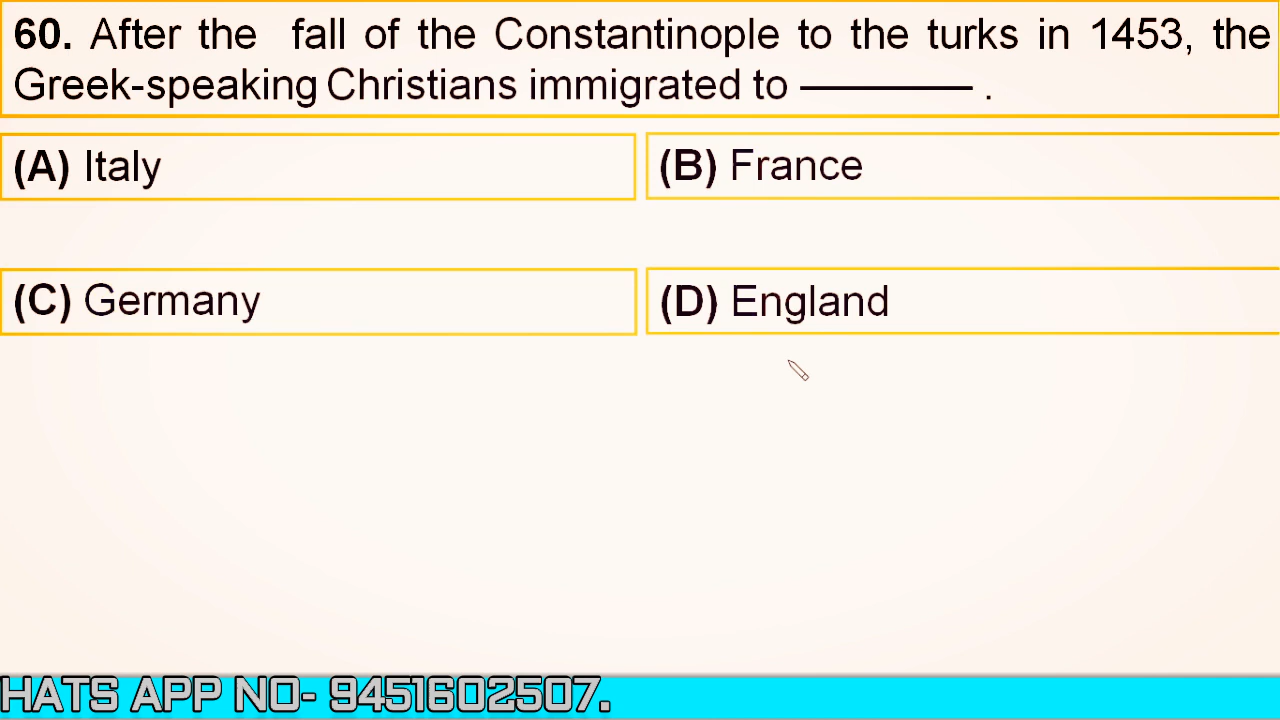 60. After the fall of the Constantinople to the turks in 1453, the
Greek-speaking Christians immigrated to ———— .
(A) Italy
(B) France
(C) Germany
(D) England
HATS APP NO- 9451602507.